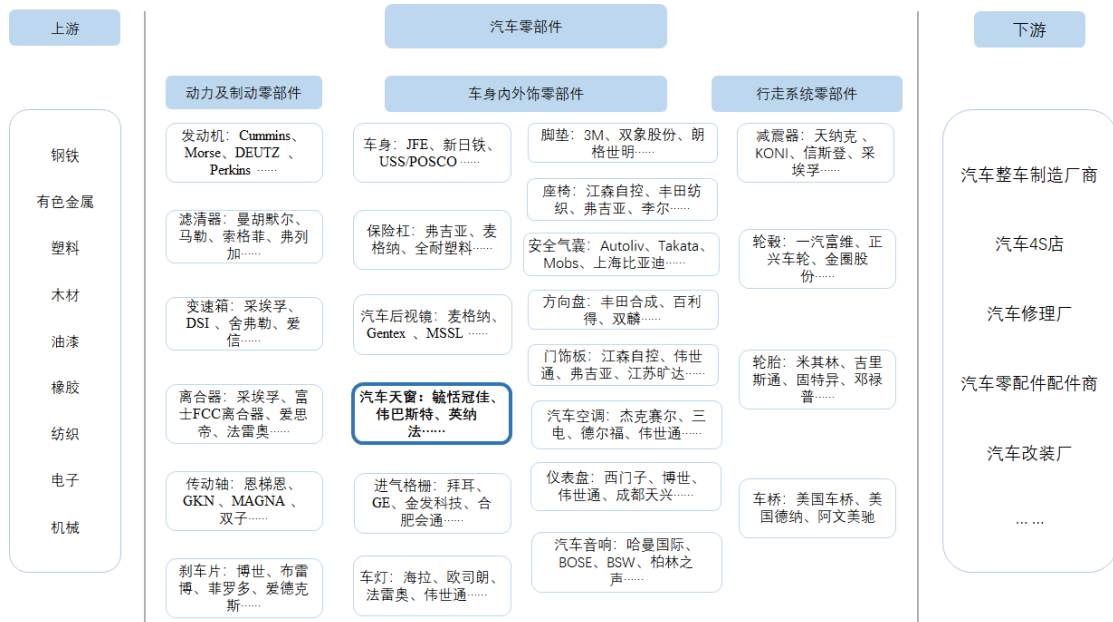 上游
钢铁
有色金属
塑料
木材
油漆
橡胶
纺织
电子
机械
汽车零部件
动力及制动零部件
发动机：Cummins、
Morse、DEUTZ 、
Perkins ……
滤清器：曼胡默尔、
马勒、索格菲、弗列
加……
变速箱：采埃孚、
DSI 、舍弗勒、爱
信……
离合器：采埃孚、富
士FCC离合器、爱思
帝、法雷奥……
传动轴：恩梯恩、
GKN、MAGNA 、
双子……
刹车片：博世、布雷
博、菲罗多、爱德克
斯……
车身内外饰零部件
车身：JFE、新日铁、
USS/POSCO ……
保险杠：弗吉亚、麦
格纳、全耐塑料……
汽车后视镜：麦格纳、
Gentex 、MSSL ……
汽车天窗：毓恬冠佳、
伟巴斯特、英纳
法……
进气格栅：拜耳、
GE、金发科技、合
肥会通……
车灯：海拉、欧司朗、
法雷奥、伟世通……
脚垫：3M、双象股份、朗
格世明……
座椅：江森自控、丰田纺
织、弗吉亚、李尔……
安全气囊：Autoliv、Takata、
Mobs、上海比亚迪……
方向盘：丰田合成、百利
得、双麟……
门饰板：江森自控、伟世
通、弗吉亚、江苏旷达……
汽车空调：杰克赛尔、三
电、德尔福、伟世通……
仪表盘：西门子、博世、
伟世通、成都天兴……
汽车音响：哈曼国际、
BOSE、BSW、柏林之
声……
行走系统零部件
减震器：天纳克 、
KONI、信斯登、采
埃孚……
轮毂：一汽富维、正
兴车轮、金圈股
份……
轮胎：米其林、吉里
斯通、固特异、邓禄
普……
车桥：美国车桥、美
国德纳、阿文美驰
下游
汽车整车制造厂商
汽车4S店
汽车修理厂
汽车零配件配件商
汽车改装厂
… …